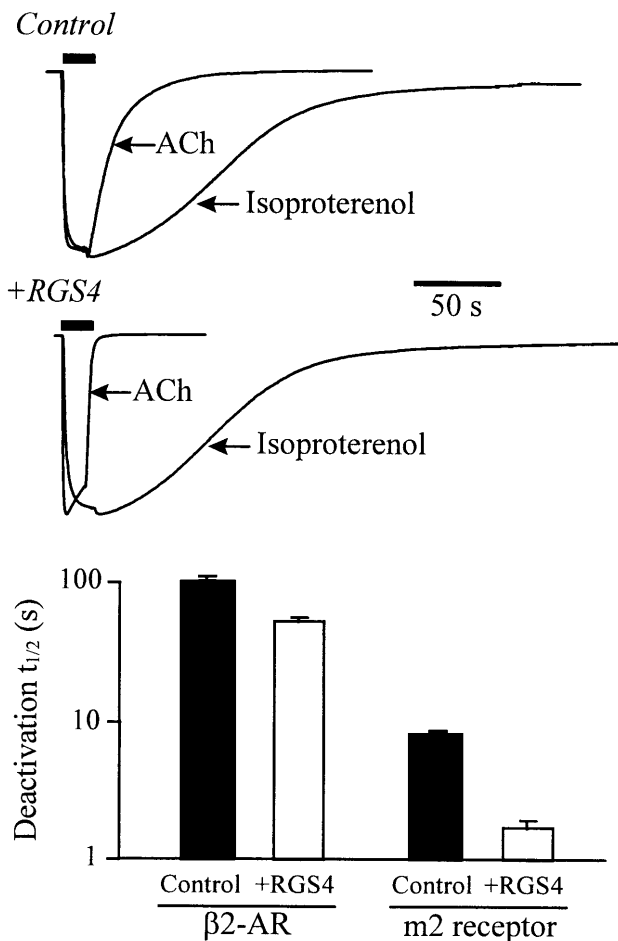 Control
ACh
Isoproterenol
+RGS4
50 s
ACh
Isoproterenol
Deactivation t1/2 (s)
100
10
1
Control +RGS4 Control +RGS4
β2-AR m2 receptor